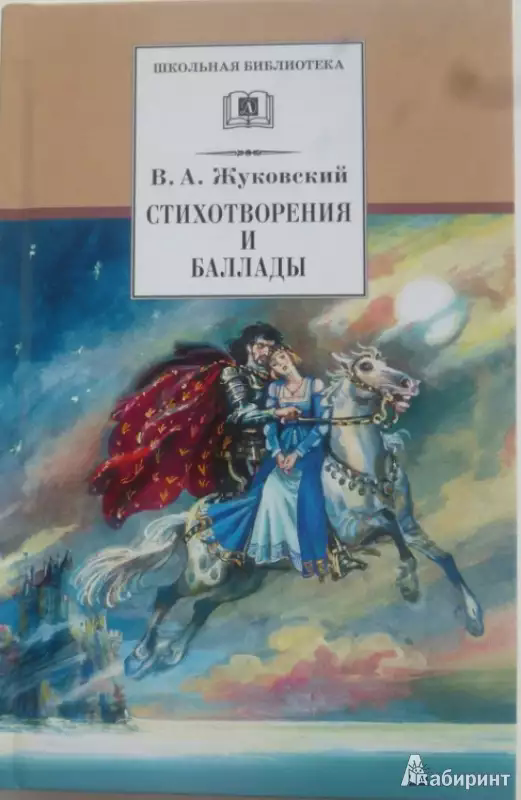 ШКОЛЬНАЯ БИБЛИОТЕКА
Л
В. А. Жуковский
СТИХОТВОРЕНИЯ
И
БАЛЛАДЫ
Лабиринт